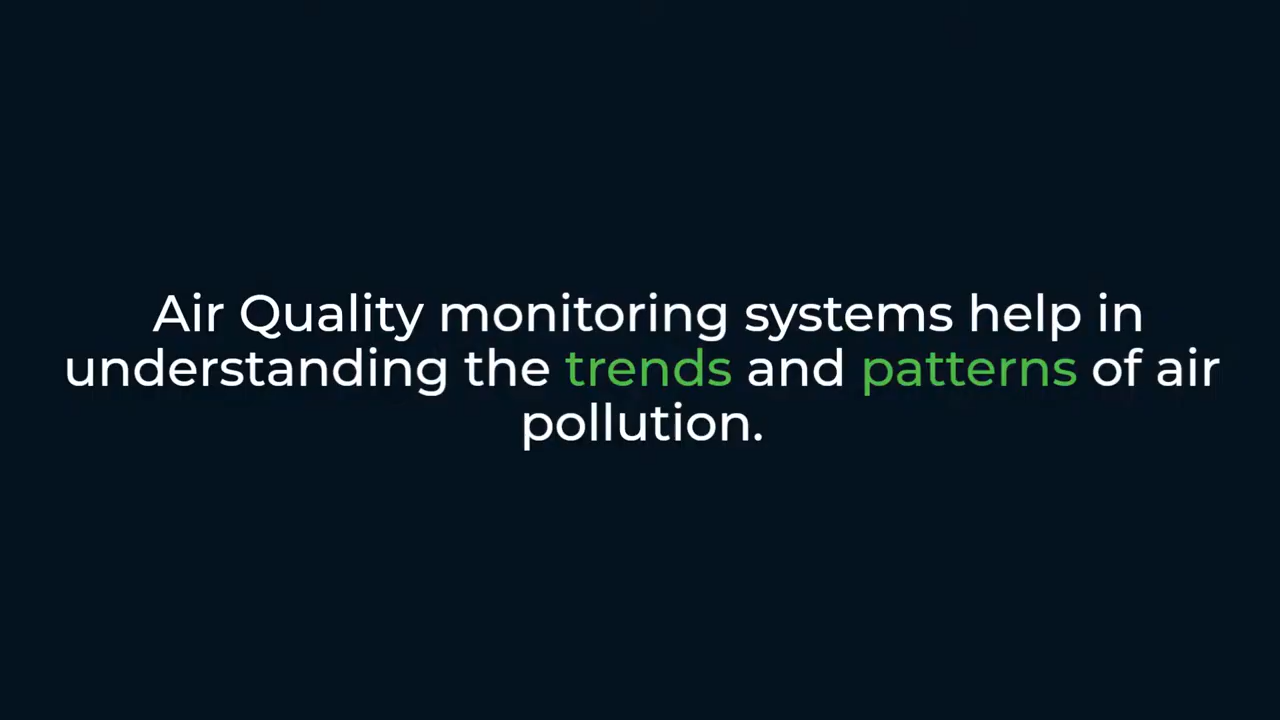 Air Quality monitoring systems help in
understanding the trends and patterns of air
pollution.